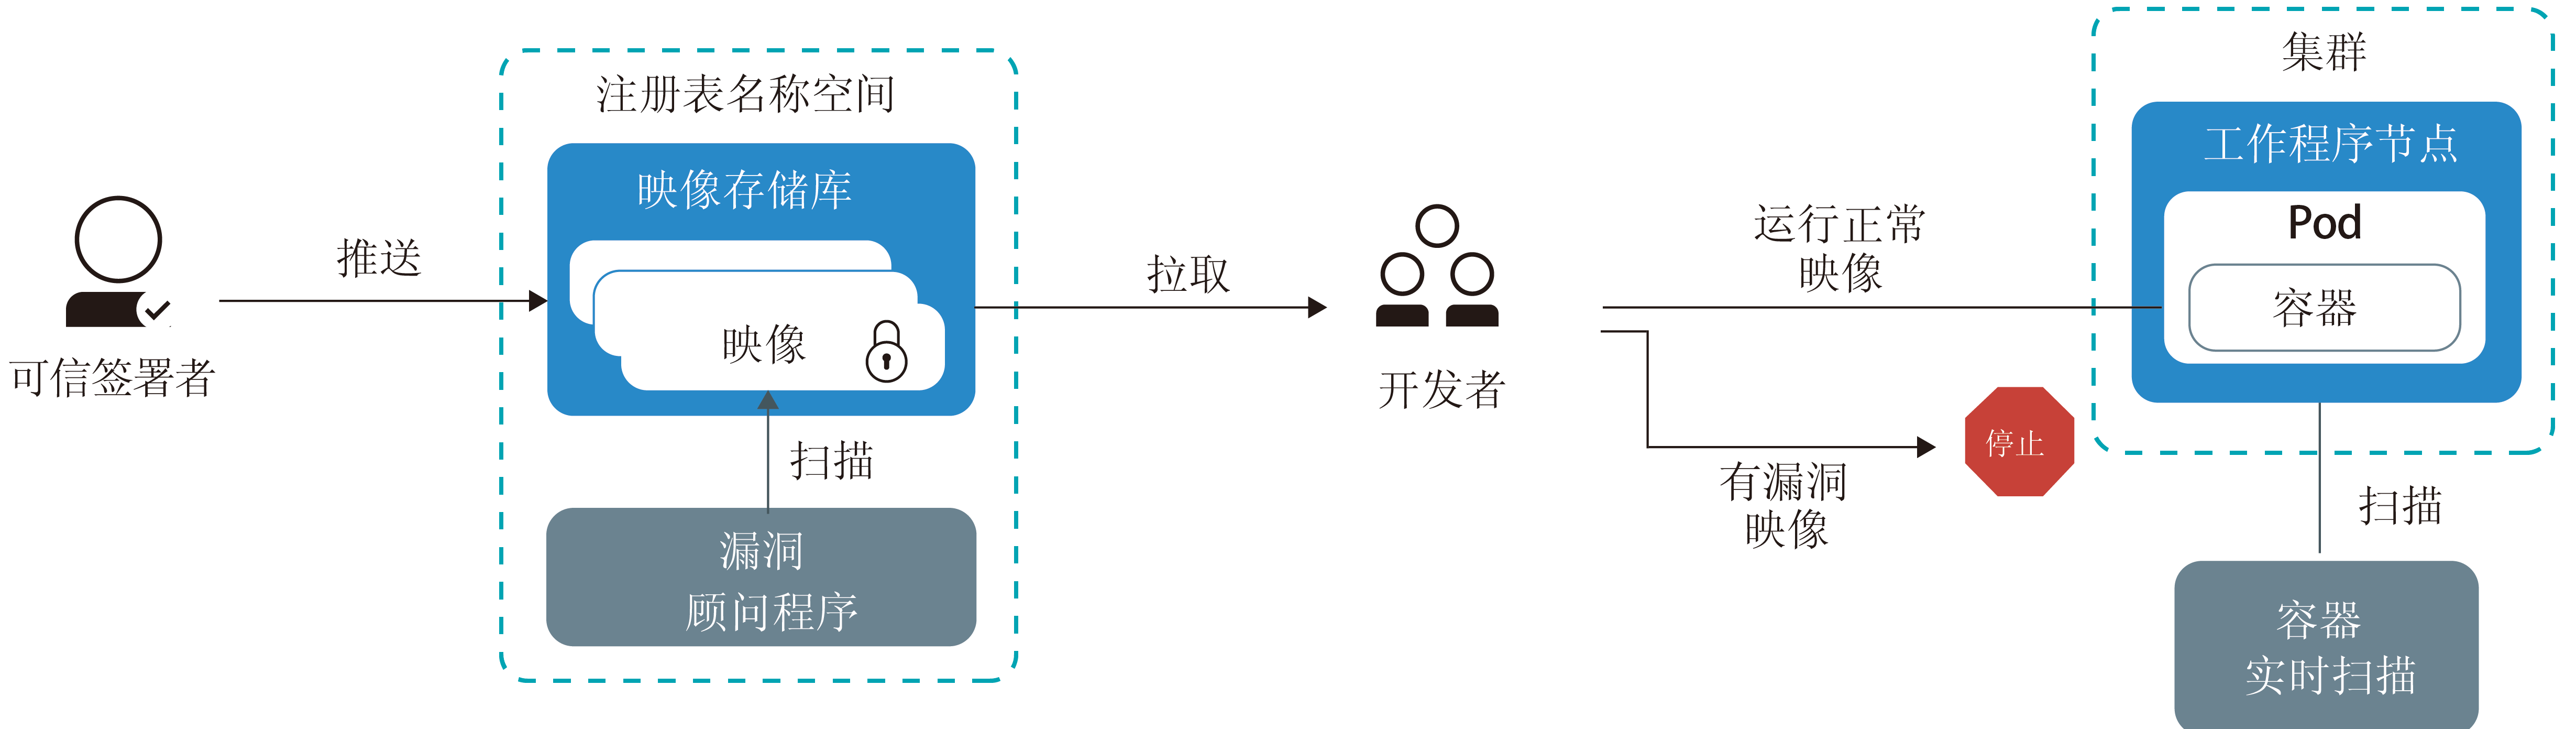 可信签署者
推送
注册表名称空间
映像存储库
映像
扫描
漏洞
顾问程序
拉取
开发者
运行正常
映像
有漏洞
映像
停止
集群
工作程序节点
Pod
容器
扫描
容器
实时扫描